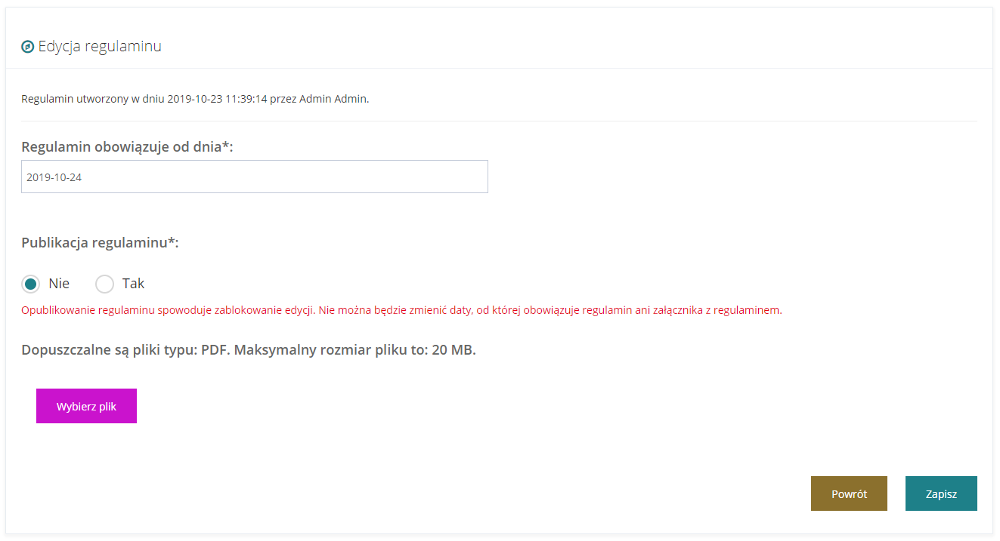 Edycja regulaminu
Regulamin utworzony w dniu 2019-10-23 11:39:14 przez Admin Admin.
Regulamin obowiązuje od dnia*:
2019-10-24
Publikacja regulaminu*:
Nie Tak
Opublikowanie regulaminu spowoduje zablokowanie edycji. Nie można będzie zmienić daty, od której obowiązuje regulamin ani załącznika z regulaminem.
Dopuszczalne są pliki typu: PDF. Maksymalny rozmiar pliku to: 20 MB.
Wybierz plik
Powrót Zapisz